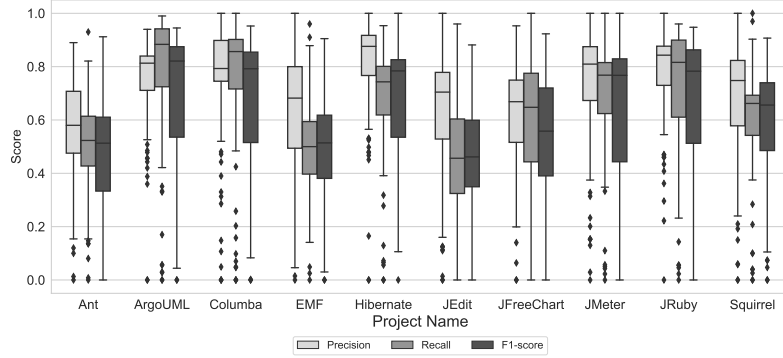 1.0
0.8
0.6
0.4
0.2
0.0
Score
Ant ArgoUML Columba EMF Hibernate JEdit JFreeChart JMeter JRuby Squirrel
Project Name
Precision Recall F1-score